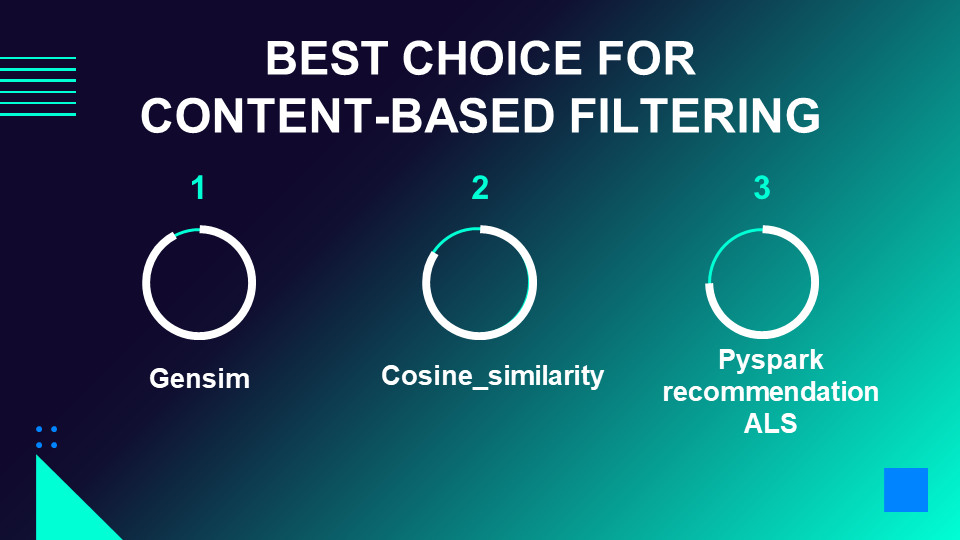 BEST CHOICE FOR
CONTENT-BASED FILTERING
1
2
3
Gensim
Cosine_similarity
Pyspark
recommendation
ALS